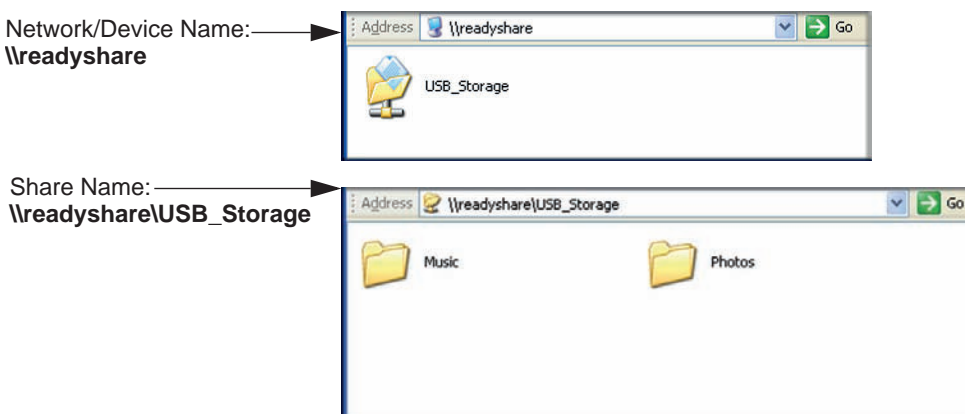 Network/Device Name:
\\readyshare
Address \\readyshare Go
USB_Storage
Share Name:
\\readyshare\USB_Storage
Address \\readyshare\USB_Storage Go
Music Photos